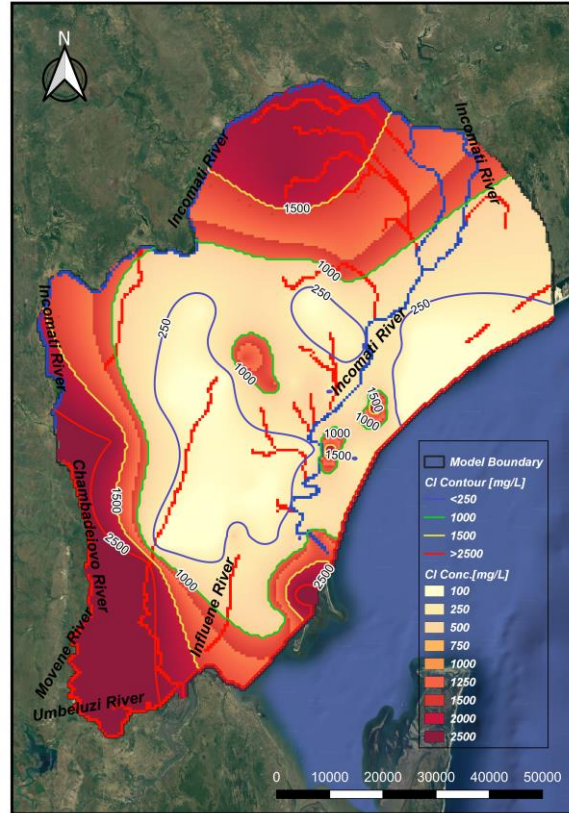 N
Incomati River
Incomati River
1500
1000
250
250
250
Incomati River
Incomati River
1000
1500
1000
1000
1500
1500
2500
1000
2500
Chambadeiovo River
Movene River
Influene River
Umbeluzi River
Model Boundary
Cl Contour [mg/L]
<250
1000
1500
>2500
Cl Conc.[mg/L]
100
250
500
750
1000
1250
1500
2000
2500
0 10000 20000 30000 40000 50000